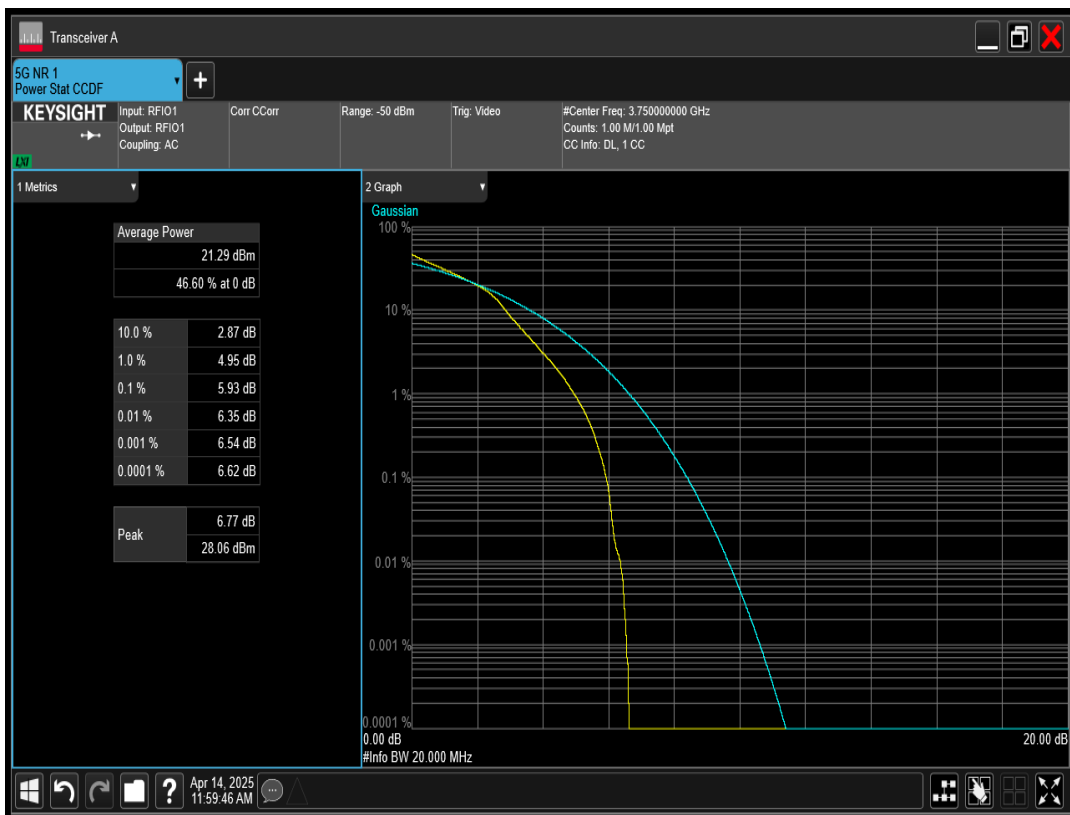 Transceiver A
5G NR 1
Power Stat CCDF
+
KEYSIGHT
LXI
Input: RFIO1
Output: RFIO1
Coupling: AC
Corr CCorr
Range: -50 dBm
Trig: Video
#Center Freq: 3.750000000 GHz
Counts: 1.00 M/1.00 Mpt
CC Info: DL, 1 CC
1 Metrics
Average Power
21.29 dBm
46.60 % at 0 dB
10.0 % 2.87 dB
1.0 % 4.95 dB
0.1 % 5.93 dB
0.01 % 6.35 dB
0.001 % 6.54 dB
0.0001 % 6.62 dB
Peak 6.77 dB
28.06 dBm
2 Graph
Gaussian
100 %
10 %
1 %
0.1 %
0.01 %
0.001 %
0.0001 %
0.00 dB 20.00 dB
#Info BW 20.000 MHz
?
Apr 14, 2025
11:59:46 AM